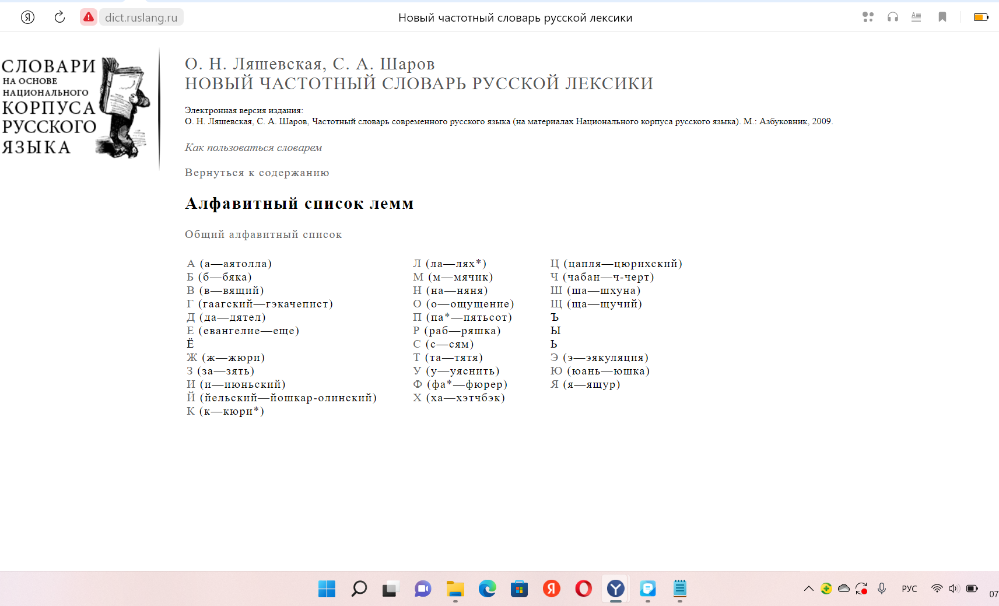 Я
dict.ruslang.ru
Новый частотный словарь русской лексики
СЛОВАРИ
НА ОСНОВЕ
НАЦИОНАЛЬНОГО
КОРПУСА
РУССКОГО
ЯЗЫКА
О. Н. Ляшевская, С. А. Шаров
НОВЫЙ ЧАСТОТНЫЙ СЛОВАРЬ РУССКОЙ ЛЕКСИКИ
Электронная версия издания:
О. Н. Ляшевская, С. А. Шаров, Частотный словарь современного русского языка (на материалах Национального корпуса русского языка). М.: Азбуковник, 2009.
Как пользоваться словарем
Вернуться к содержанию
Алфавитный список лемм
Общий алфавитный список
А (а—аятолла)
Б (б—бяка)
В (в—вящий)
Г (гаагский—гэкачепист)
Д (да—дятел)
Е (евангелие—еще)
Ё
Ж (ж—жюри)
З (за—зять)
И (и—июньский)
Й (йельский—йошкар-олинский)
К (к—кюри*)
Л (ла—лях*)
М (м—мячик)
Н (на—няня)
О (о—ощущение)
П (па*—пятьсот)
Р (раб—ряшка)
С (с—сям)
Т (та—тятя)
У (у—уяснить)
Ф (фа*—фюрер)
Х (ха—хэтчбэк)
Ц (цапля—цюрихский)
Ч (чабан—ч-черт)
Ш (ша—шхуна)
Щ (ща—щучий)
Ъ
Ы
Ь
Э (э—эякуляция)
Ю (юань—юшка)
Я (я—ящур)
Я
РУС
07